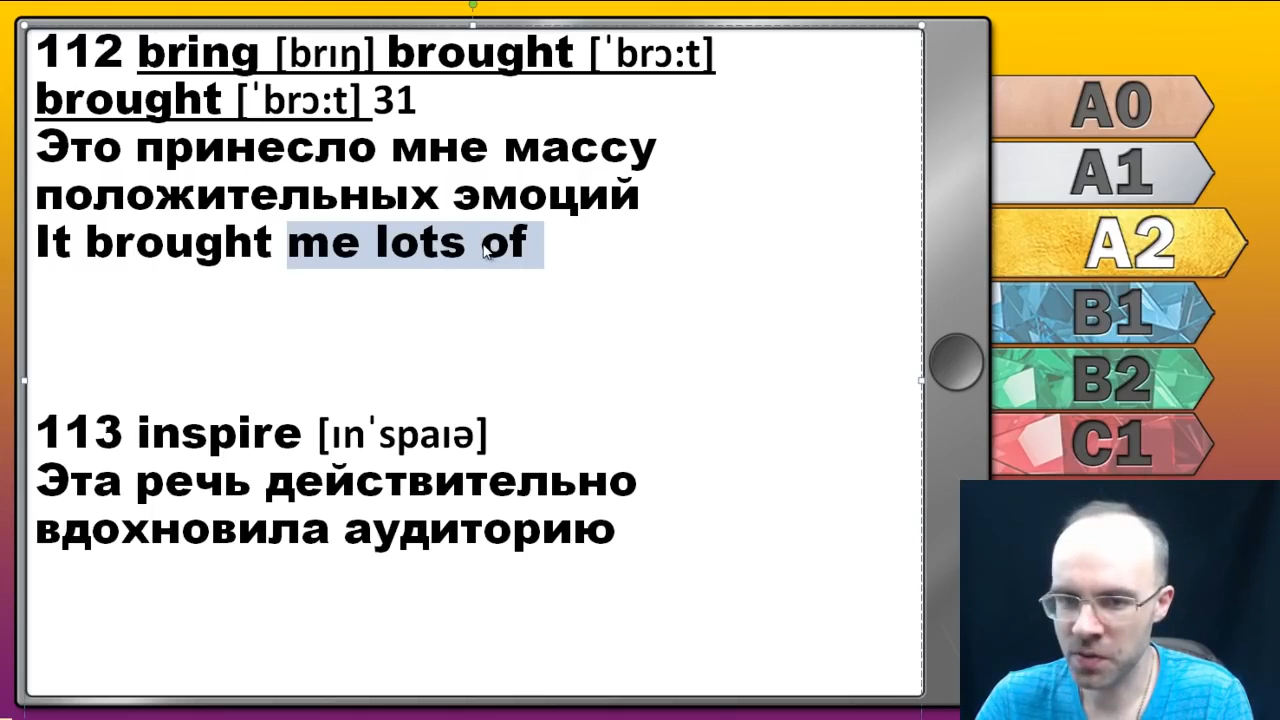 112 bring [brɪŋ] brought [ˈbrɔ:t]
brought [ˈbrɔ:t] 31
Это принесло мне массу
положительных эмоций
It brought me lots of
113 inspire [ɪnˈspaɪə]
Эта речь действительно
вдохновила аудиторию
A0
A1
A2
B1
B2
C1